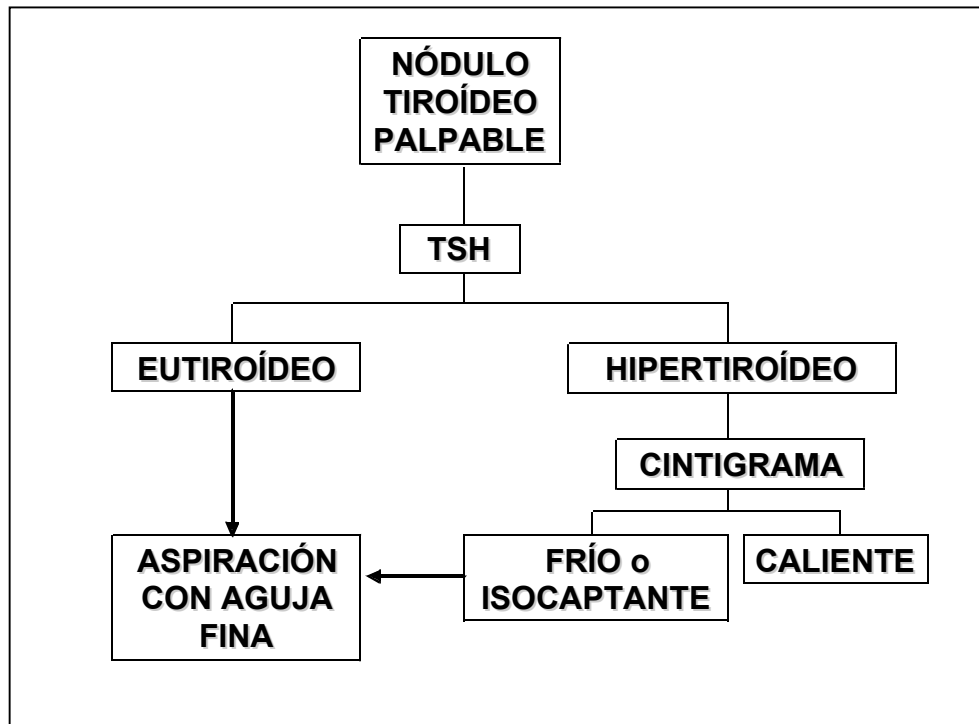 NÓDULO
TIROÍDEO
PALPABLE
TSH
EUTIROÍDEO
HIPERTIROÍDEO
CINTIGRAMA
ASPIRACIÓN
CON AGUJA
FINA
FRÍO o
ISOCAPTANTE
CALIENTE